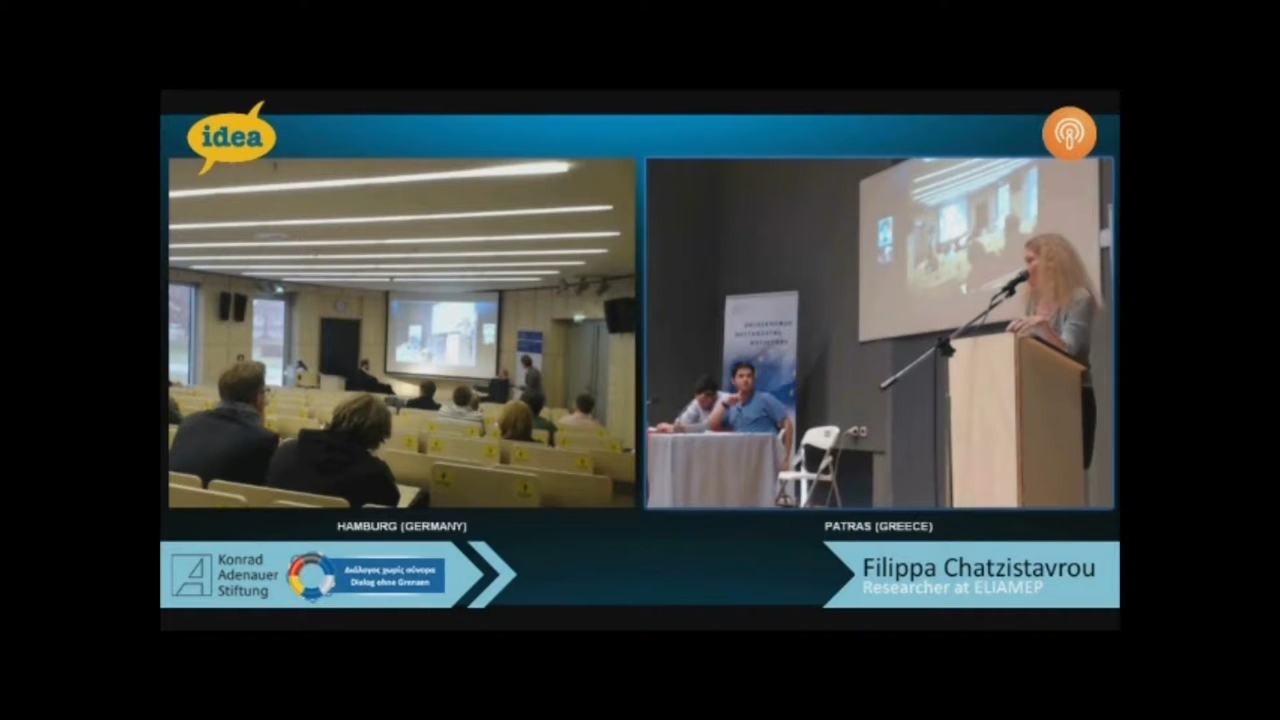 idea
HAMBURG (GERMANY)
PATRAS (GREECE)
Konrad
Adenauer
Stiftung
Διάλογος χωρίς σύνορα
Dialog ohne Grenzen
Filippa Chatzistavrou
Researcher at ELIAMEP